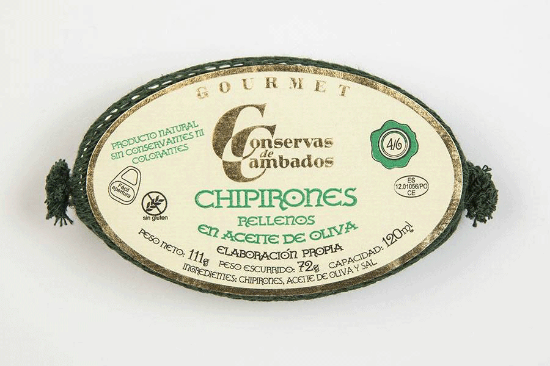 GOURMET
Conservas
de
Cambados
PRODUCTO NATURAL
SIN CONSERVANTES NI
COLORANTES
4/6
Fácil
apertura
sin gluten
ES
12.01056/PO
CE
CHIPIRONES
RELLENOS
EN ACEITE DE OLIVA
ELABORACIÓN PROPIA
PESO NETO: 111g PESO ESCURRIDO: 72g CAPACIDAD: 120ml
INGREDIENTES: CHIPIRONES, ACEITE DE OLIVA Y SAL